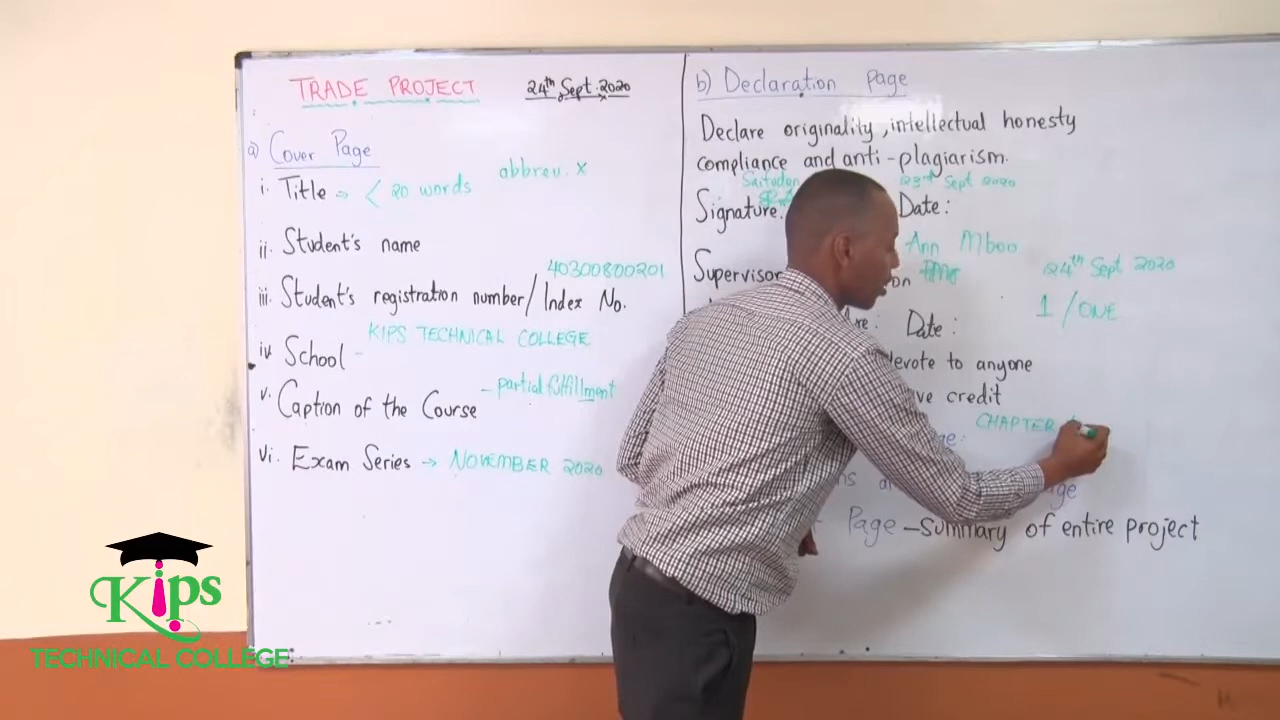 TRADE PROJECT
24th Sept. 2020
a) Cover Page
abbrev. x
i. Title → < 20 words
ii. Student's name
40300800201
iii. Student's registration number/ Index No.
KIPS TECHNICAL COLLEGE
iv School -
- partial fulfillment
v. Caption of the Course
vi. Exam Series → NOVEMBER 2020
b) Declaration Page
Declare originality, intellectual honesty
compliance and anti-plagiarism.
23rd Sept 2020
Signature: Date:
Ann Mboo
24th Sept 2020
Supervisor on
1 / ONE
Date:
devote to anyone
credit
CHAPTER
Page - summary of entire project
Kips
TECHNICAL COLLEGE